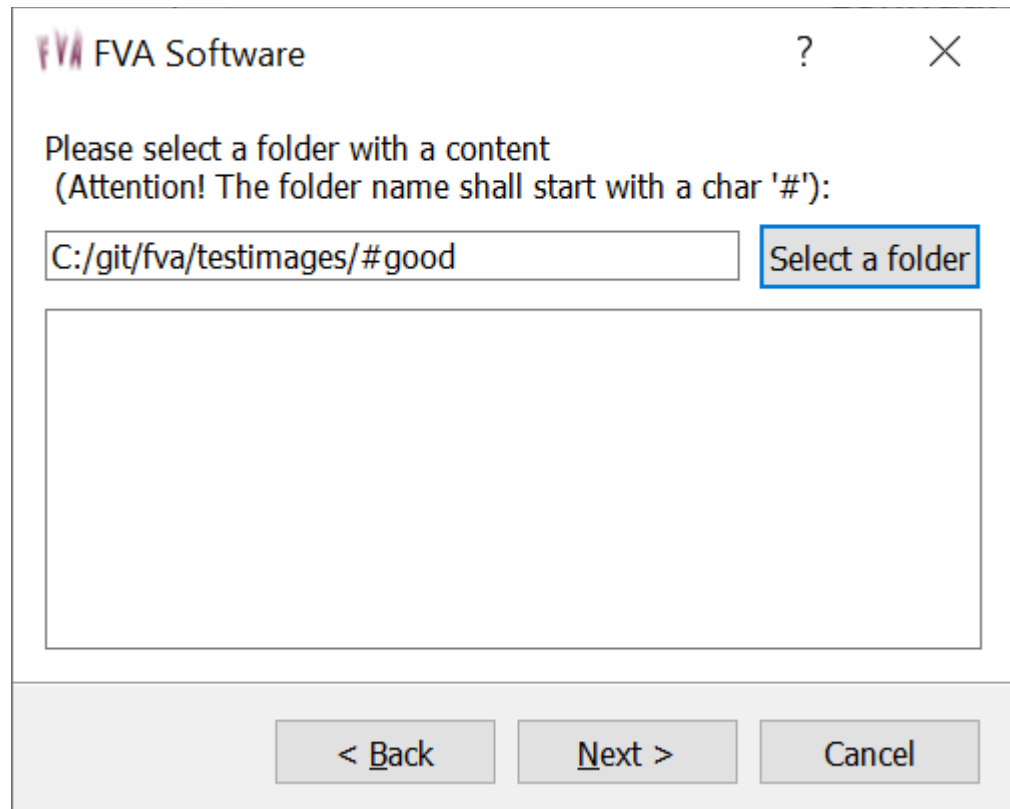 FVA FVA Software ?
Please select a folder with a content
(Attention! The folder name shall start with a char '#'):
C:/git/fva/testimages/#good Select a folder
< Back Next > Cancel